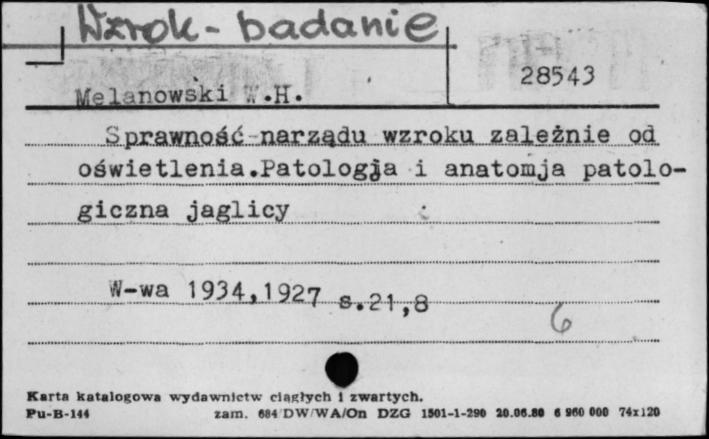 Wzrok - badanie
28543
Melanowski W.H.
Sprawność narządu wzroku zależnie od
oświetlenia.Patologja i anatomja patolo-
giczna jaglicy
W-wa 1934,1927 s.21,8
6
Karta katalogowa wydawnictw ciągłych i zwartych.
Pu-B-144 zam. 684/DW/WA/On DZG 1501-1-290 20.06.80 6 960 000 74x120